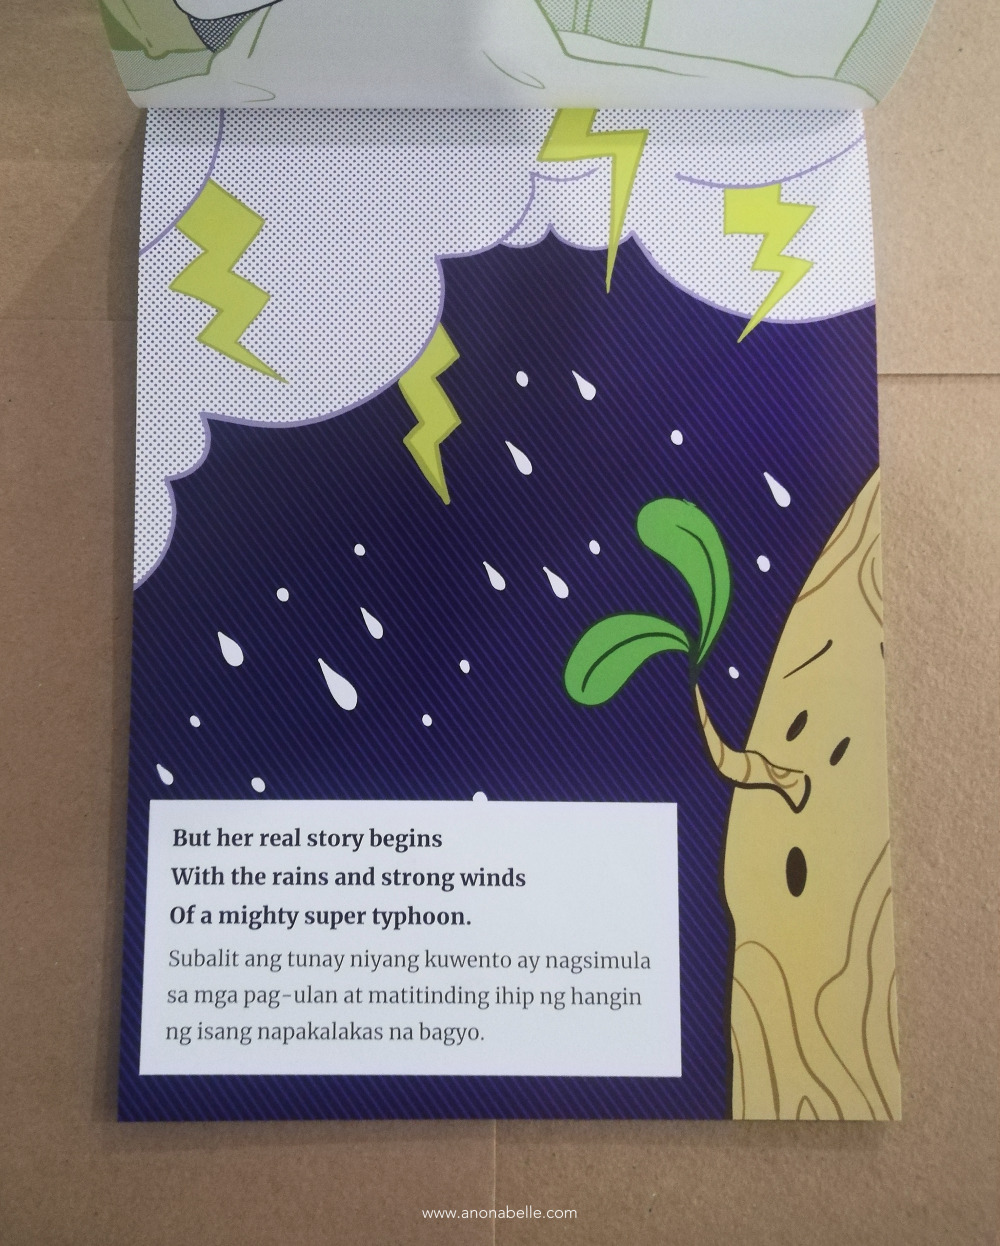 But her real story begins
With the rains and strong winds
Of a mighty super typhoon.
Subalit ang tunay niyang kuwento ay nagsimula
sa mga pag-ulan at matitinding ihip ng hangin
ng isang napakalakas na bagyo.
www.anonabelle.com